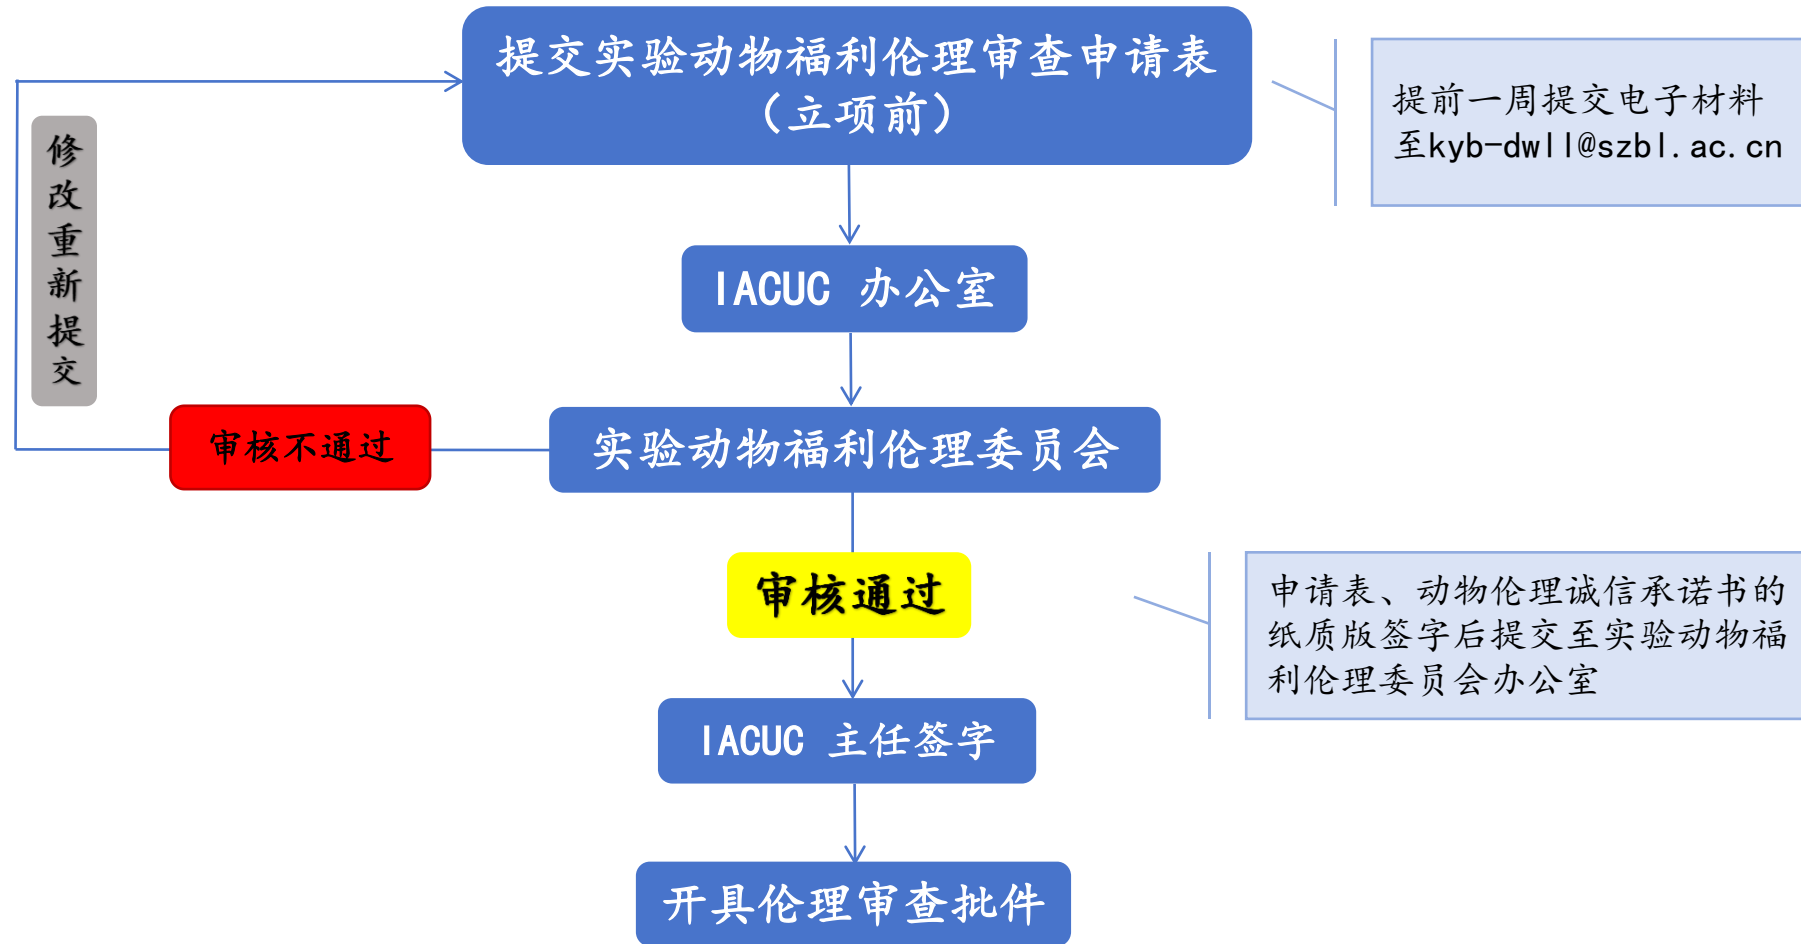 提交实验动物福利伦理审查申请表
（立项前）
提前一周提交电子材料
至kyb-dwll@szbl.ac.cn
修改重新提交
IACUC 办公室
审核不通过
实验动物福利伦理委员会
审核通过
申请表、动物伦理诚信承诺书的
纸质版签字后提交至实验动物福
利伦理委员会办公室
IACUC 主任签字
开具伦理审查批件